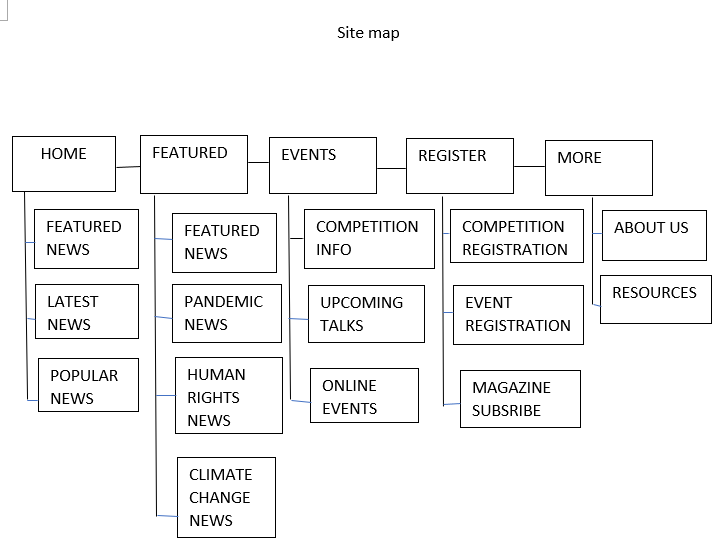 Site map
HOME
FEATURED
EVENTS
REGISTER
MORE
FEATURED
NEWS
LATEST
NEWS
POPULAR
NEWS
FEATURED
NEWS
PANDEMIC
NEWS
HUMAN
RIGHTS
NEWS
CLIMATE
CHANGE
NEWS
COMPETITION
INFO
UPCOMING
TALKS
ONLINE
EVENTS
COMPETITION
REGISTRATION
EVENT
REGISTRATION
MAGAZINE
SUBSRIBE
ABOUT US
RESOURCES